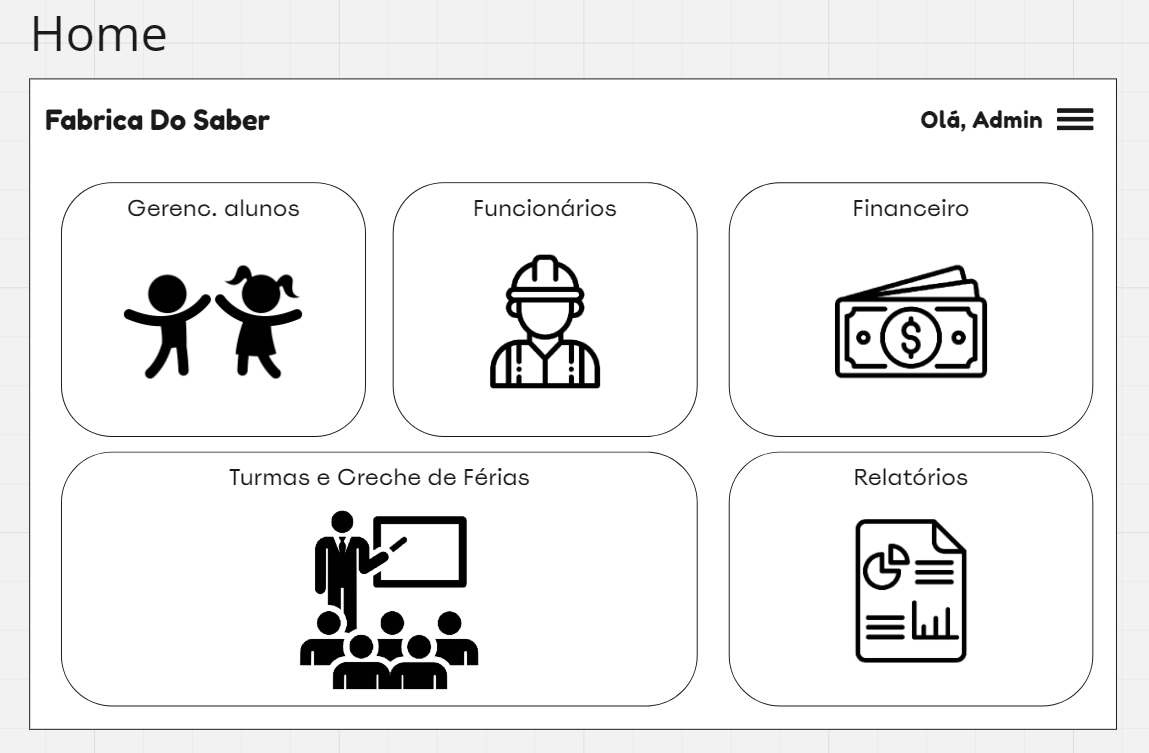 Home
Fabrica Do Saber
Olá, Admin
Gerenc. alunos
Funcionários
Financeiro
$
Turmas e Creche de Férias
Relatórios